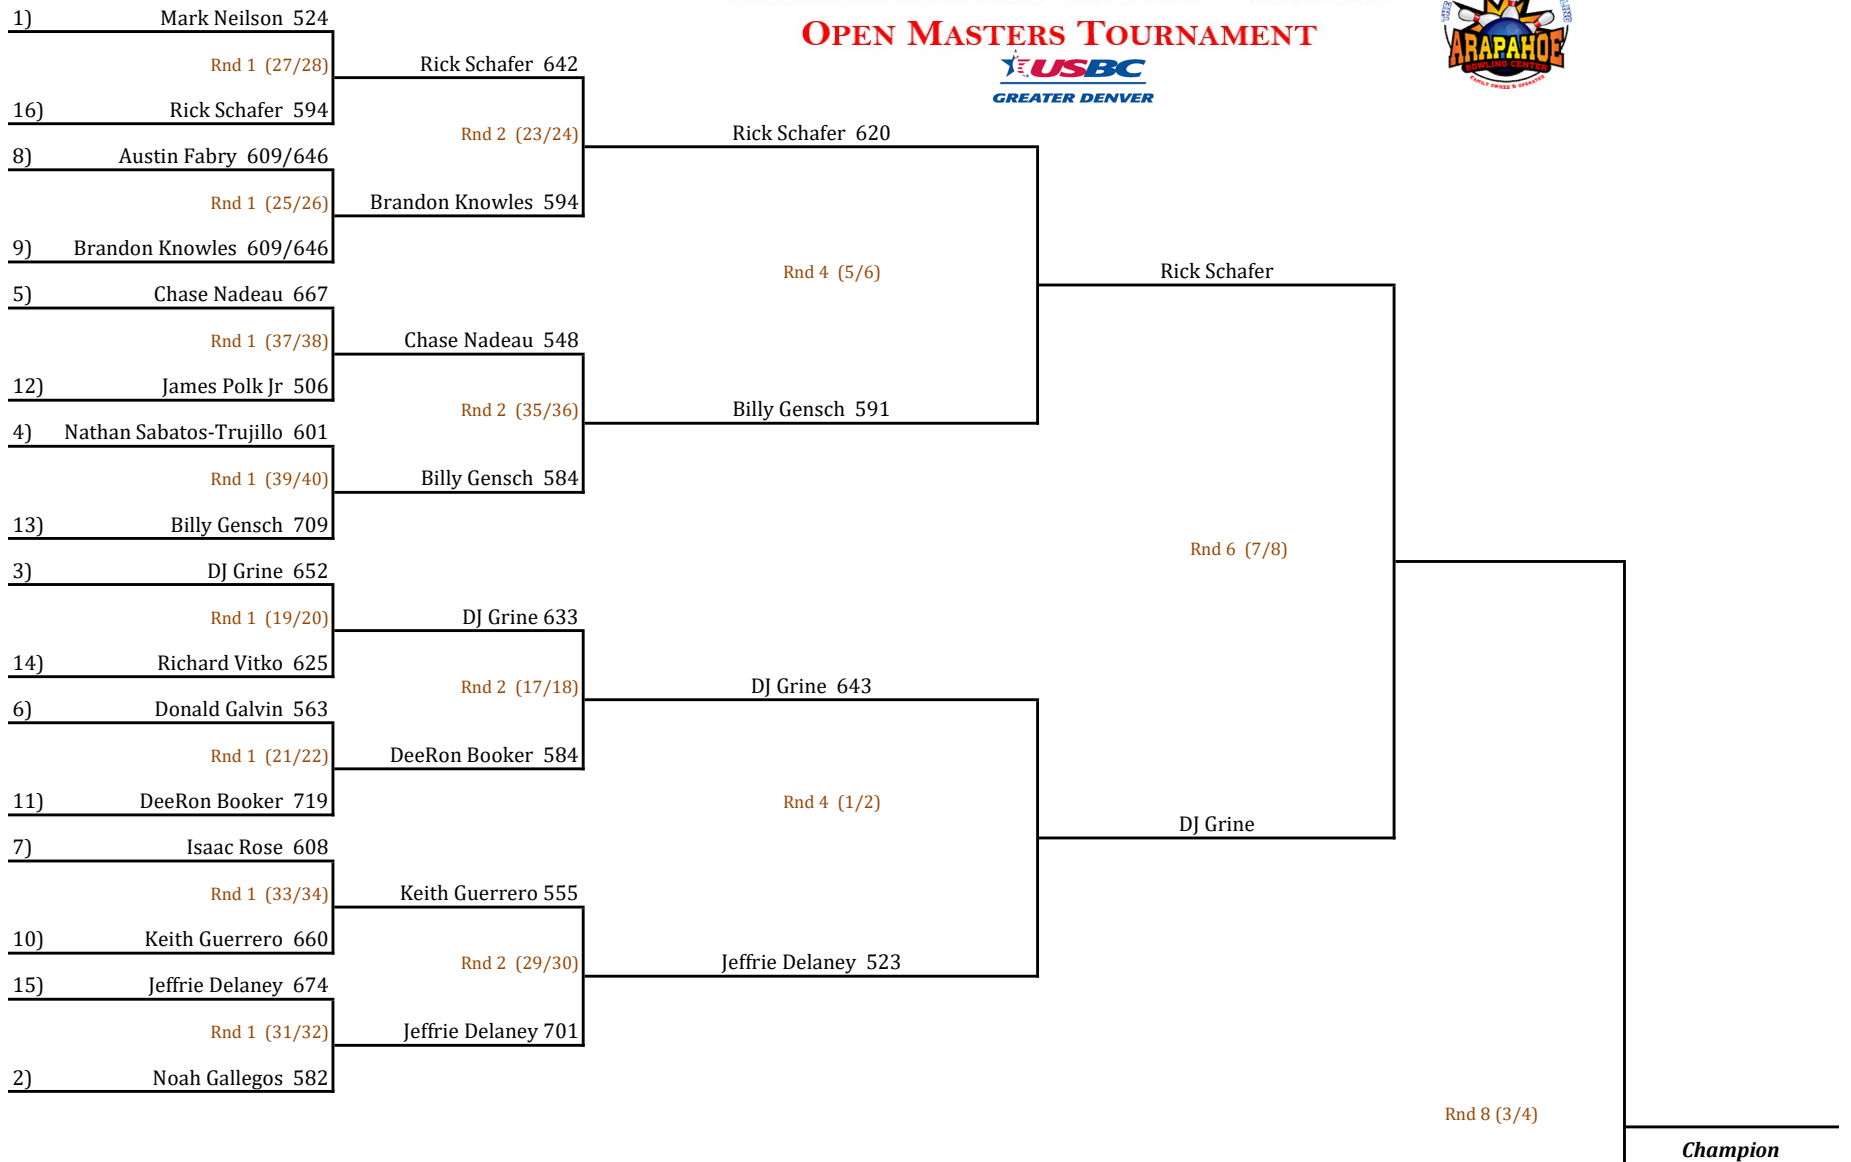 1) Mark Neilson 524
OPEN MASTERS TOURNAMENT
ARAPAHOE
BOWLING CENTER
FAMILY OWNED & OPERATED
USBC
GREATER DENVER
Rnd 1 (27/28)
Rick Schafer 642
16) Rick Schafer 594
Rnd 2 (23/24)
Rick Schafer 620
8) Austin Fabry 609/646
Rnd 1 (25/26)
Brandon Knowles 594
9) Brandon Knowles 609/646
Rnd 4 (5/6)
Rick Schafer
5) Chase Nadeau 667
Rnd 1 (37/38)
Chase Nadeau 548
12) James Polk Jr 506
Rnd 2 (35/36)
Billy Gensch 591
4) Nathan Sabatos-Trujillo 601
Rnd 1 (39/40)
Billy Gensch 584
13) Billy Gensch 709
Rnd 6 (7/8)
3) DJ Grine 652
Rnd 1 (19/20)
DJ Grine 633
14) Richard Vitko 625
Rnd 2 (17/18)
DJ Grine 643
6) Donald Galvin 563
Rnd 1 (21/22)
DeeRon Booker 584
11) DeeRon Booker 719
Rnd 4 (1/2)
DJ Grine
7) Isaac Rose 608
Rnd 1 (33/34)
Keith Guerrero 555
10) Keith Guerrero 660
Rnd 2 (29/30)
Jeffrie Delaney 523
15) Jeffrie Delaney 674
Rnd 1 (31/32)
Jeffrie Delaney 701
2) Noah Gallegos 582
Rnd 8 (3/4)
Champion